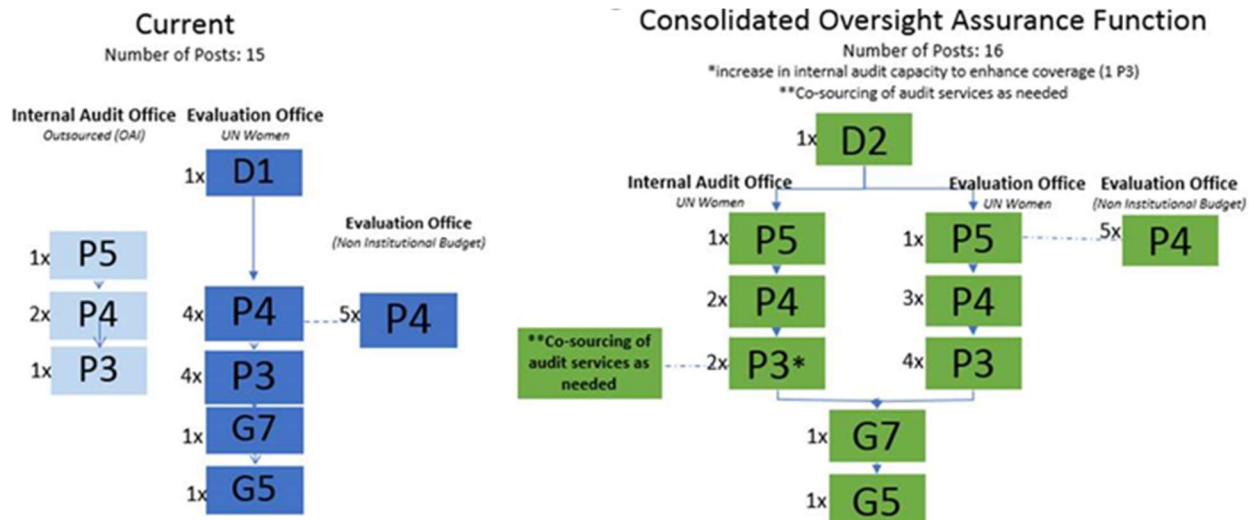 Current
Number of Posts: 15
Internal Audit Office
Outsourced (OAI)
Evaluation Office
UN Women
1x D1
Evaluation Office
(Non Institutional Budget)
1x P5
2x P4
1x P3
4x P4
5x P4
4x P3
1x G7
1x G5
Consolidated Oversight Assurance Function
Number of Posts: 16
*increase in internal audit capacity to enhance coverage (1 P3)
**Co-sourcing of audit services as needed
1x D2
Internal Audit Office
UN Women
Evaluation Office
UN Women
Evaluation Office
(Non Institutional Budget)
1x P5
1x P5
5x P4
2x P4
3x P4
**Co-sourcing of
audit services as
needed
2x P3*
4x P3
1x G7
1x G5